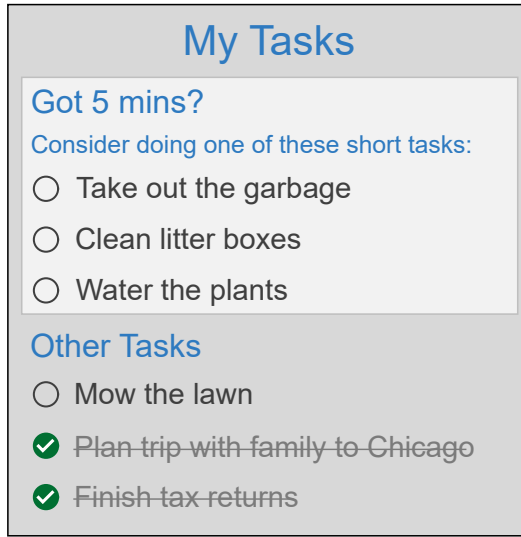 My Tasks
Got 5 mins?
Consider doing one of these short tasks:
Take out the garbage
Clean litter boxes
Water the plants
Other Tasks
Mow the lawn
Plan trip with family to Chicago
Finish tax returns